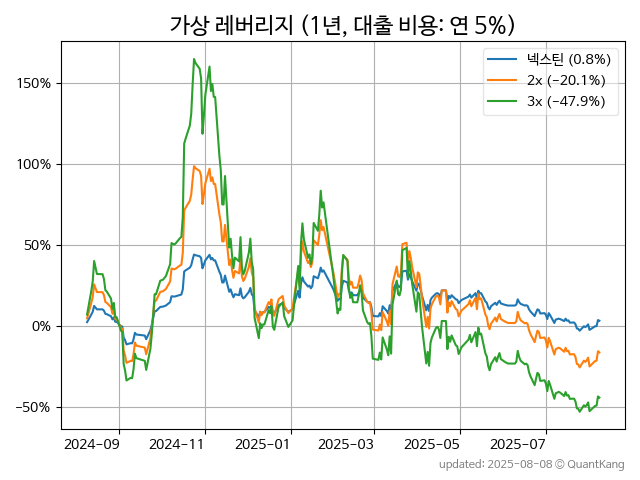 가상 레버리지 (1년, 대출 비용: 연 5%)
넥스틴 (0.8%)
2x (−20.1%)
3x (−47.9%)
150%
100%
50%
0%
−50%
2024-09 2024-11 2025-01 2025-03 2025-05 2025-07
updated: 2025-08-08 © QuantKang